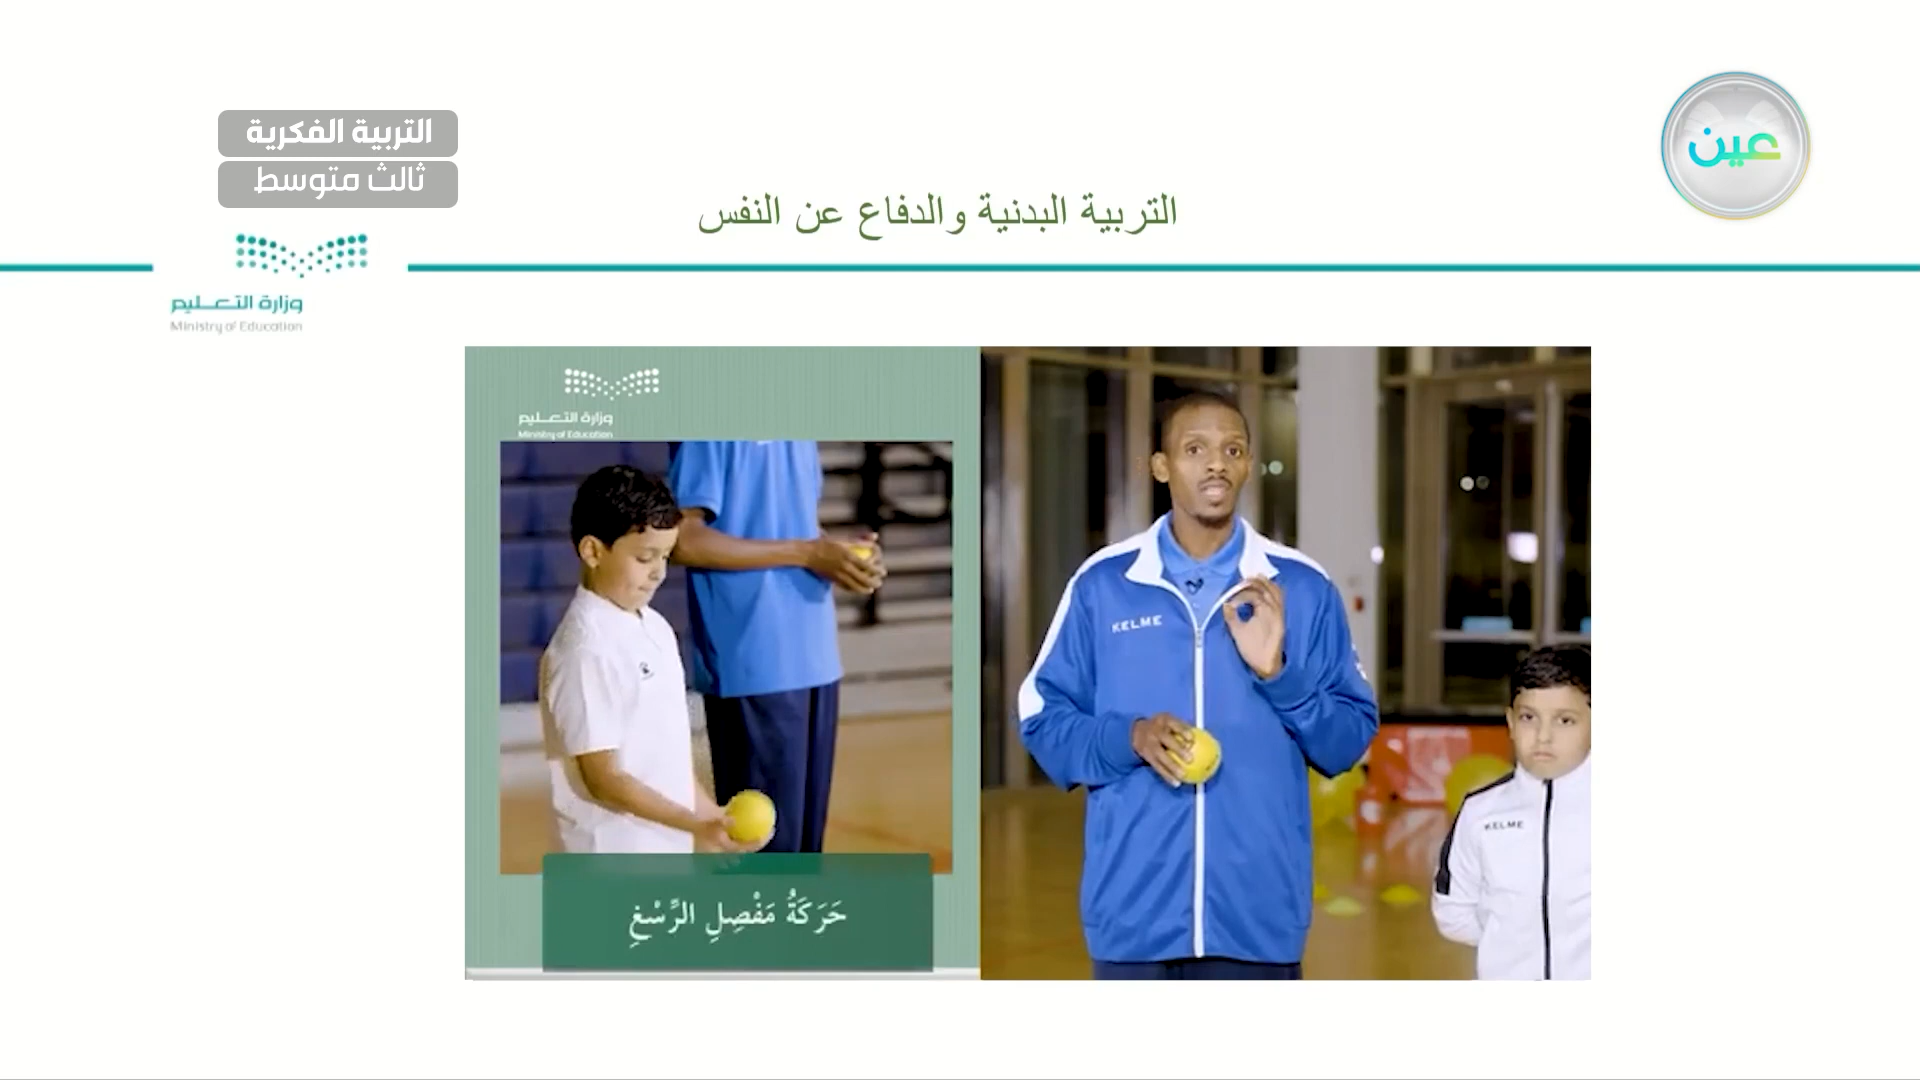 التربية الفكرية
ثالث متوسط
عين
التربية البدنية والدفاع عن النفس
وزارة التعليم
Ministry of Education
وزارة التعليم
Ministry of Education
KELME
KELME
حَرَكَةُ مَفْصِلِ الرِّسْغِ